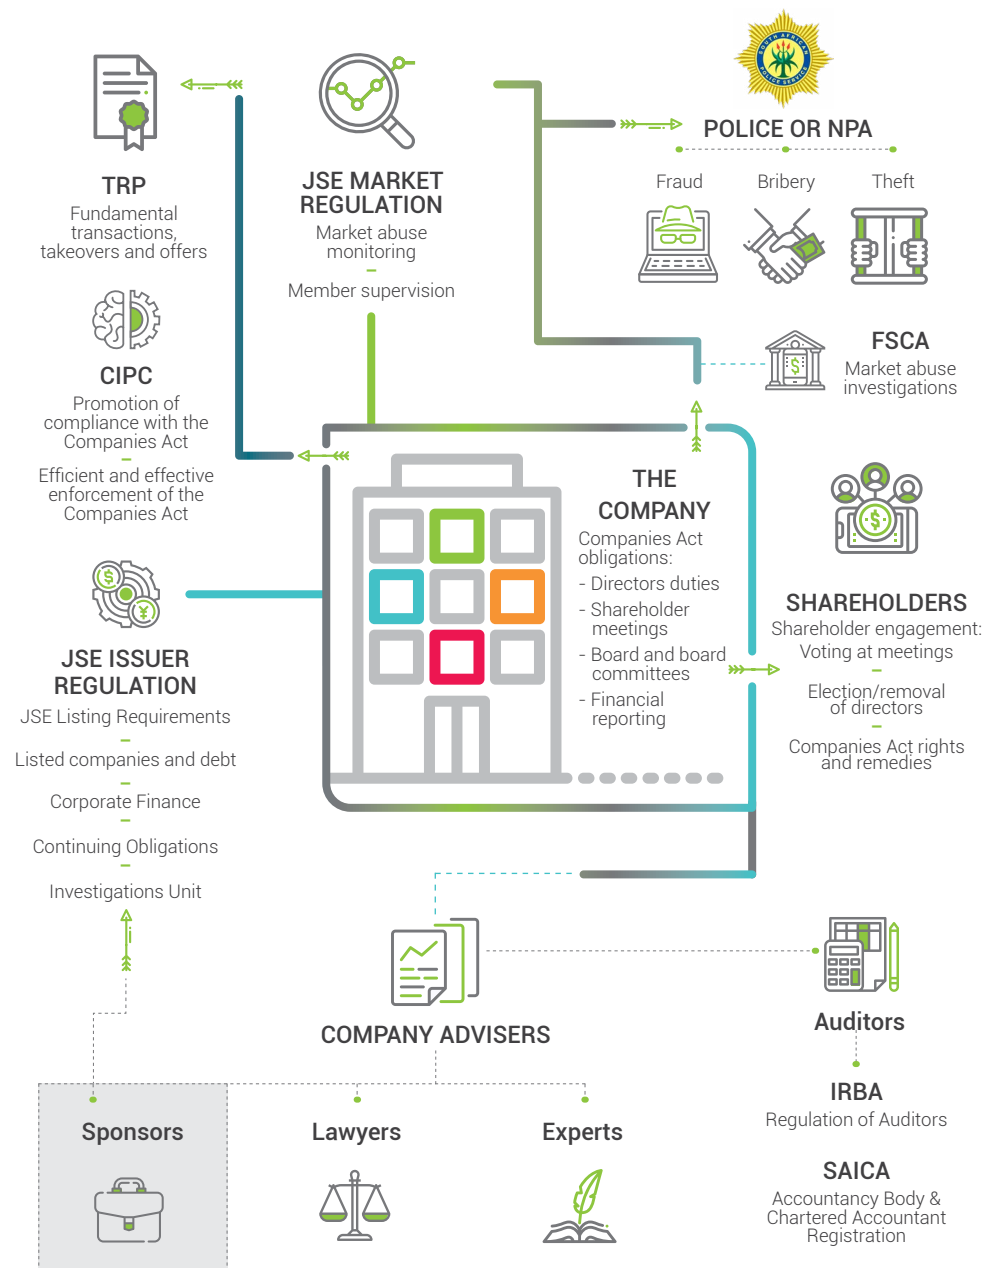 SOUTH AFRICAN
POLICE SERVICE
POLICE OR NPA
Fraud
Bribery
Theft
TRP
Fundamental
transactions,
takeovers and offers
JSE MARKET
REGULATION
Market abuse
monitoring
Member supervision
CIPC
Promotion of
compliance with the
Companies Act
Efficient and effective
enforcement of the
Companies Act
FSCA
Market abuse
investigations
THE
COMPANY
Companies Act
obligations:
- Directors duties
- Shareholder
meetings
- Board and board
committees
- Financial
reporting
SHAREHOLDERS
Shareholder engagement:
Voting at meetings
Election/removal
of directors
Companies Act rights
and remedies
JSE ISSUER
REGULATION
JSE Listing Requirements
Listed companies and debt
Corporate Finance
Continuing Obligations
Investigations Unit
COMPANY ADVISERS
Auditors
IRBA
Regulation of Auditors
SAICA
Accountancy Body &
Chartered Accountant
Registration
Sponsors
Lawyers
Experts